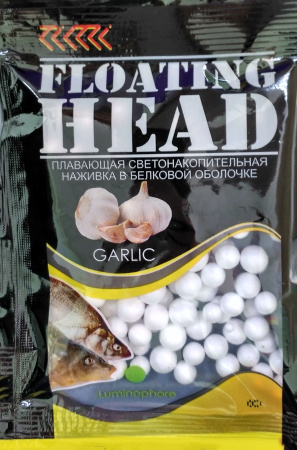 FLOATING
HEAD
ПЛАВАЮЩАЯ СВЕТОНАКОПИТЕЛЬНАЯ
НАЖИВКА В БЕЛКОВОЙ ОБОЛОЧКЕ
GARLIC
Luminophore